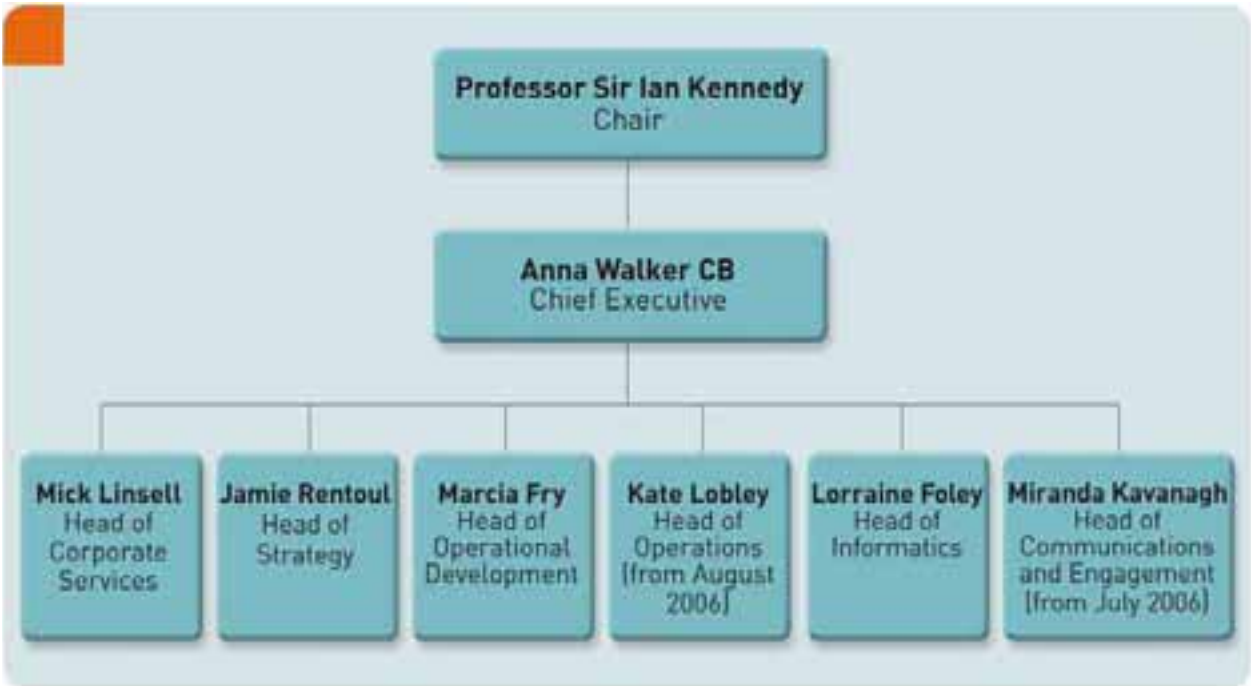 Professor Sir Ian Kennedy
Chair
Anna Walker CB
Chief Executive
Mick Linsell
Head of
Corporate
Services
Jamie Rentoul
Head of
Strategy
Marcia Fry
Head of
Operational
Development
Kate Lobley
Head of
Operations
(from August
2006)
Lorraine Foley
Head of
Informatics
Miranda Kavanagh
Head of
Communications
and Engagement
(from July 2006)